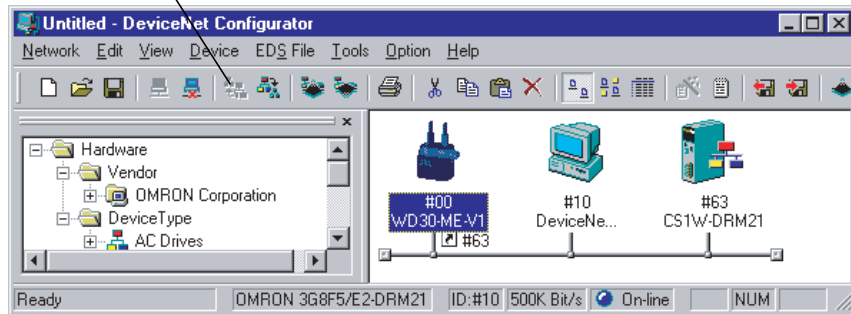 Untitled - DeviceNet Configurator
Network Edit View Device EDS File Tools Option Help
Hardware
Vendor
OMRON Corporation
DeviceType
AC Drives
#00
WD30-ME-V1
#63
#10
DeviceNe...
#63
CS1W-DRM21
Ready OMRON 3G8F5/E2-DRM21 ID:#10 500K Bit/s On-line NUM